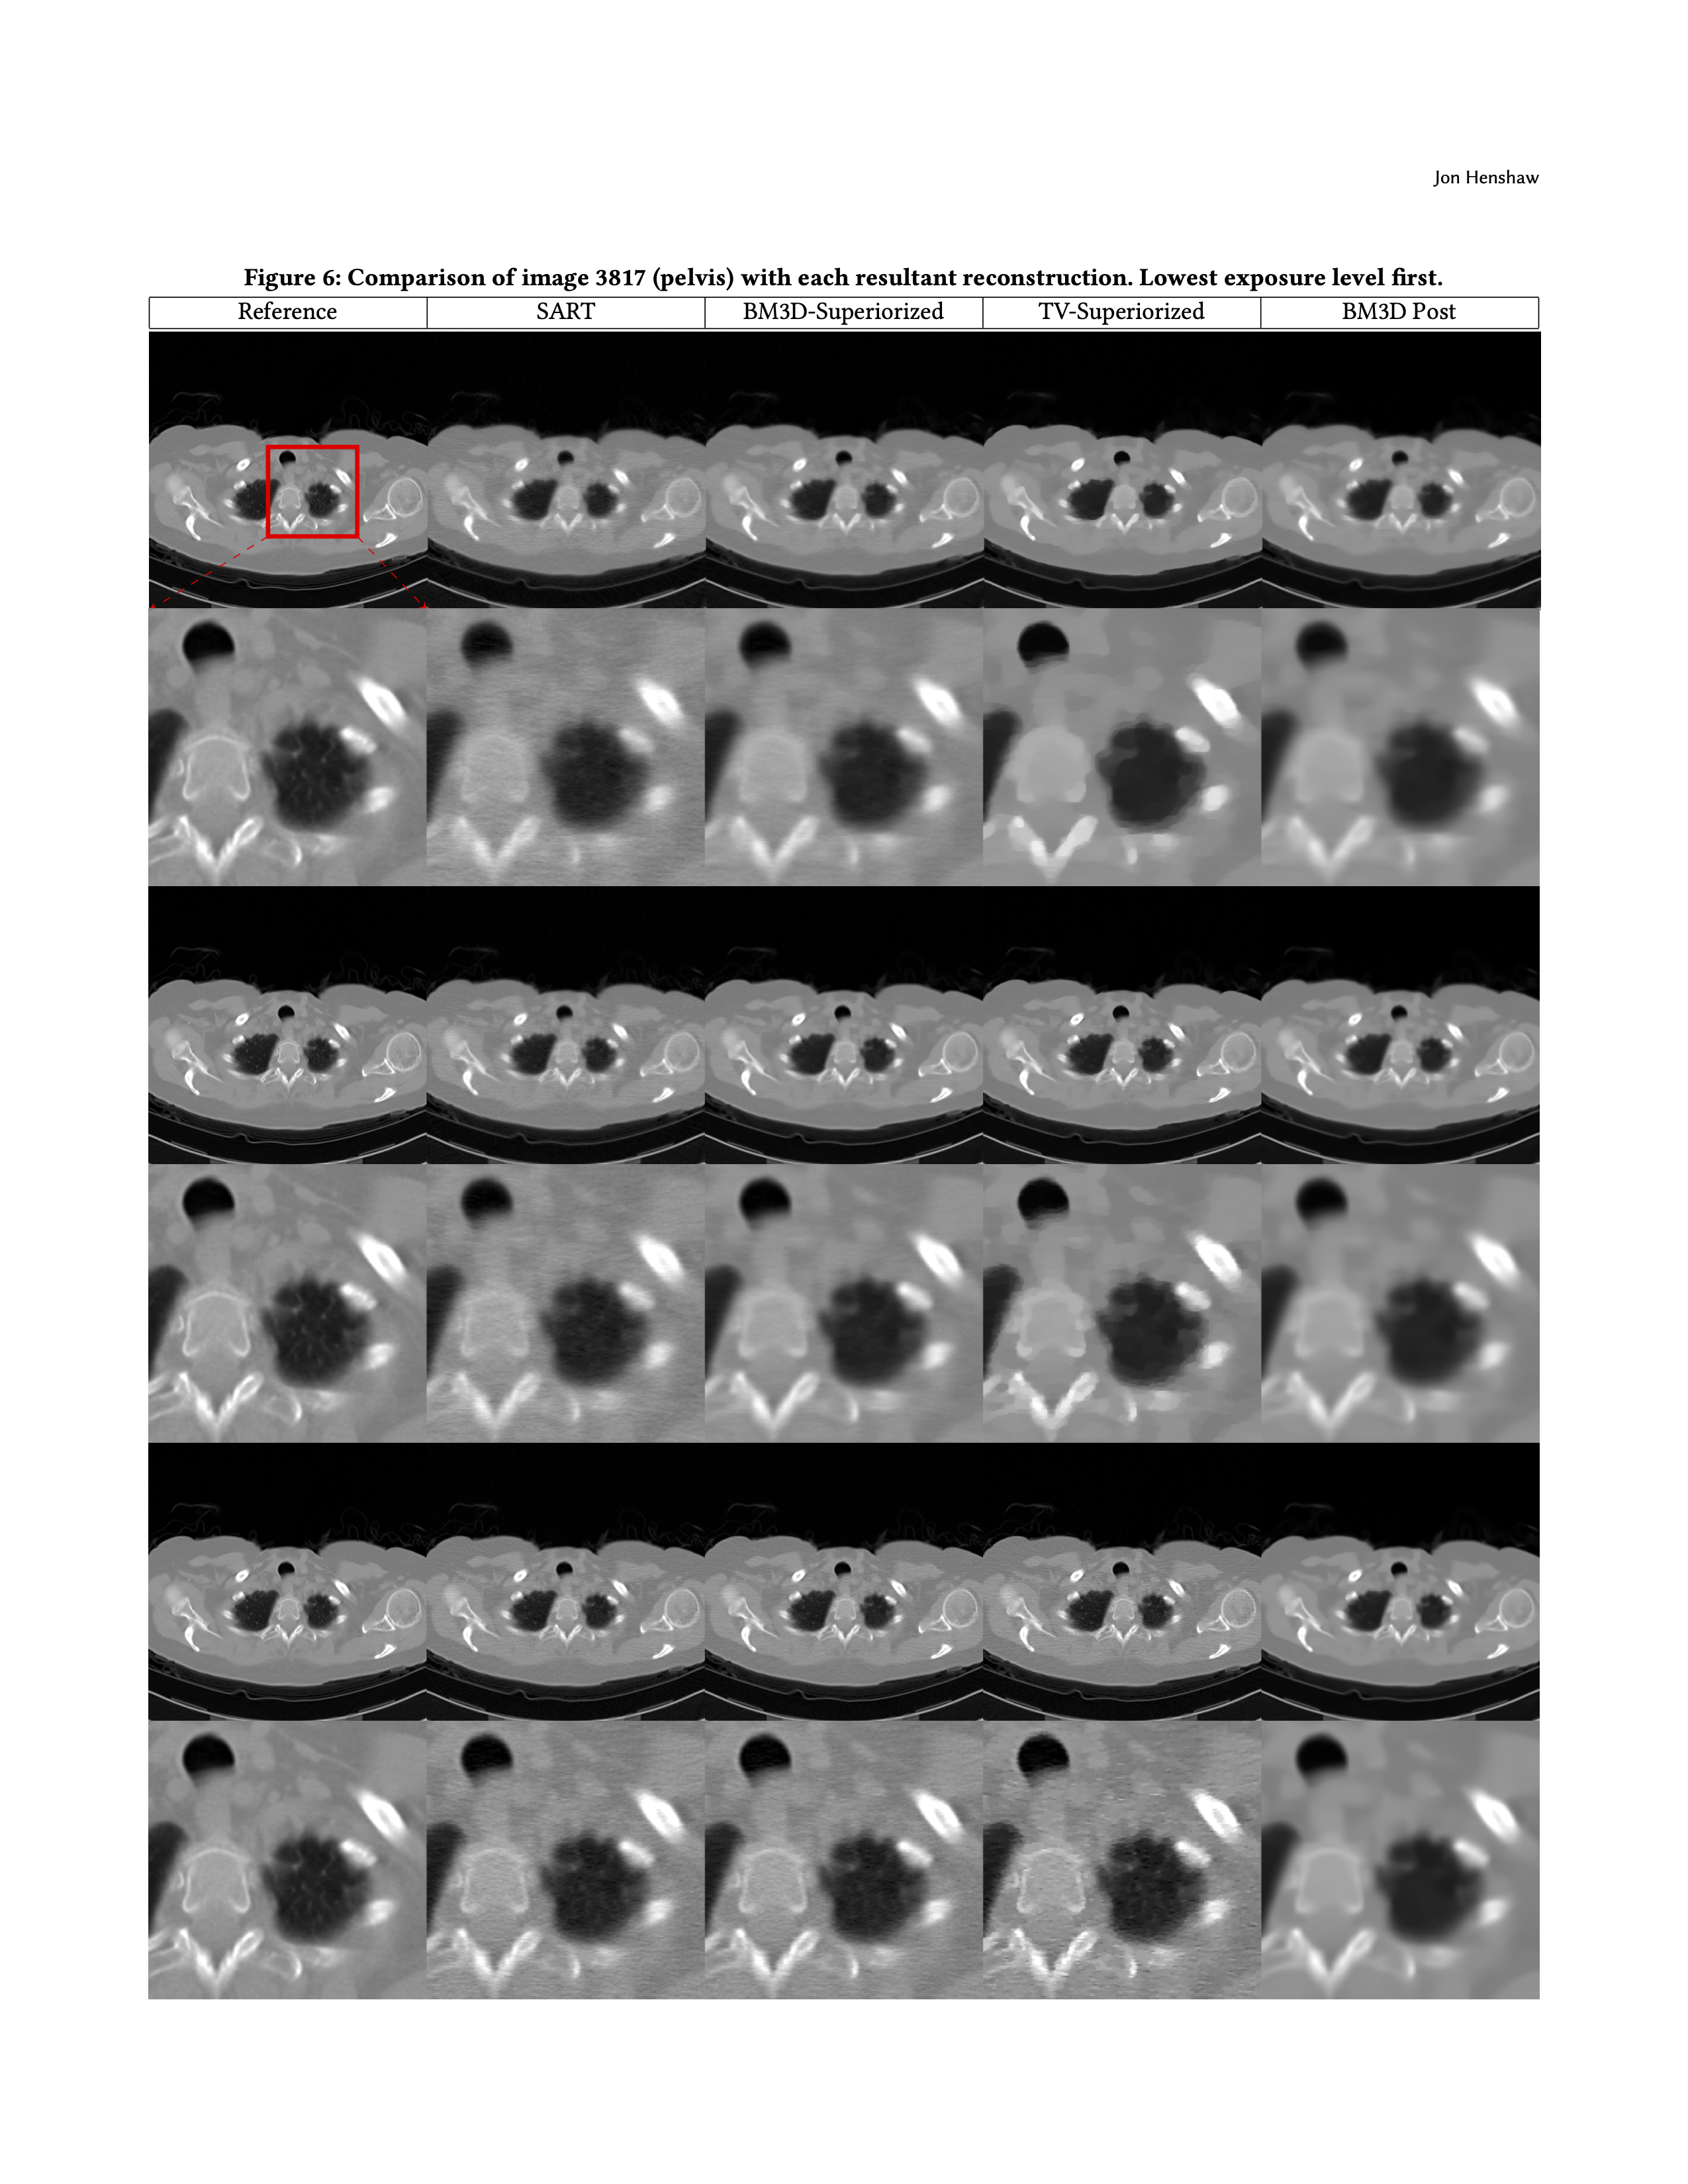 Jon Henshaw
Figure 6: Comparison of image 3817 (pelvis) with each resultant reconstruction. Lowest exposure level first.
Reference SART BM3D-Superiorized TV-Superiorized BM3D Post